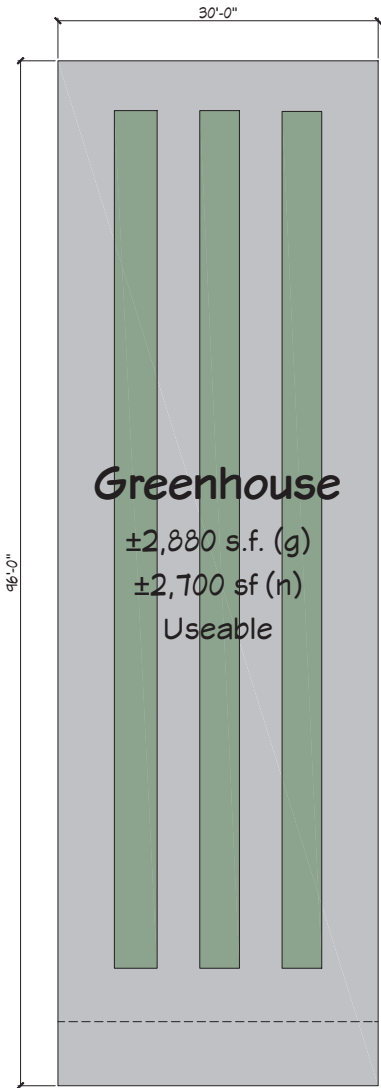 30'-0"
96'-0"
Greenhouse
±2,880 s.f. (g)
±2,700 sf (n)
Useable